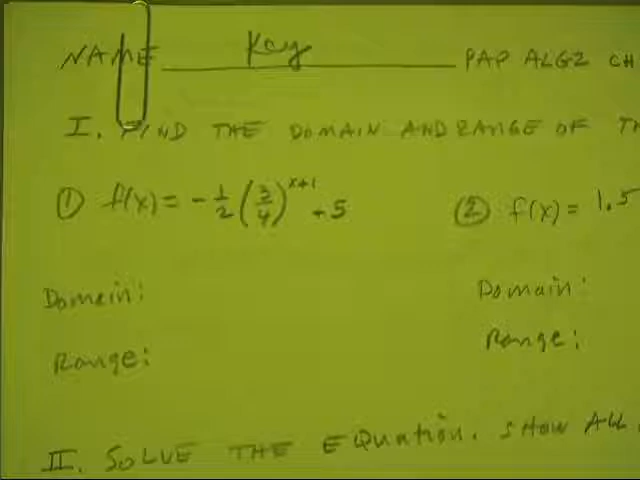 NAME Key PAP ALG2 CH
I. FIND THE DOMAIN AND RANGE OF TH
① f(x) = -1/2 (3/4)^(x+1) + 5 ② f(x) = 1.5
Domain: Domain:
Range: Range:
II. SOLVE THE EQUATION. SHOW ALL